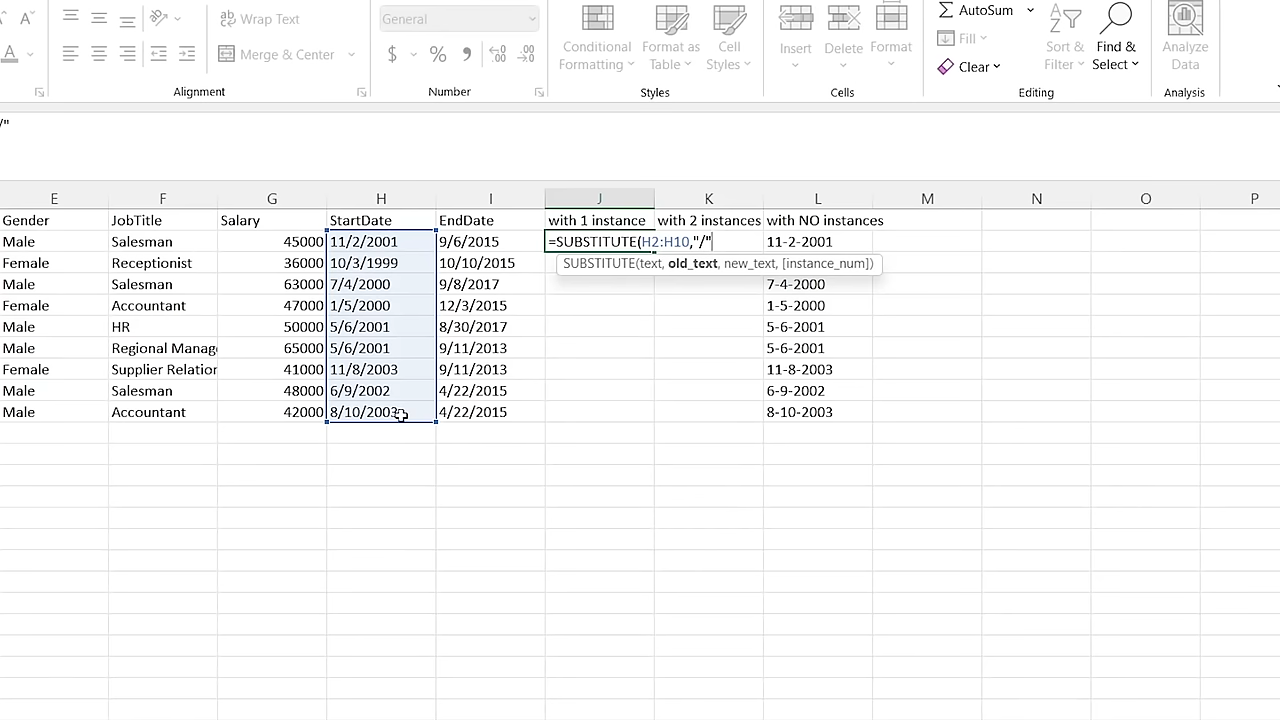 A
Wrap Text
General
AutoSum
Fill
A
Merge & Center
$ % ,
Conditional
Formatting
Format as
Table
Cell
Styles
Insert
Delete
Format
Clear
Sort &
Filter
Find &
Select
Analyze
Data
Alignment
Number
Styles
Cells
Editing
Analysis
/"
E F G H I J K L M N O P
Gender JobTitle Salary StartDate EndDate with 1 instance with 2 instances with NO instances
Male Salesman 45000 11/2/2001 9/6/2015 =SUBSTITUTE(H2:H10,"/" 11-2-2001
Female Receptionist 36000 10/3/1999 10/10/2015 SUBSTITUTE(text, old_text, new_text, [instance_num])
Male Salesman 63000 7/4/2000 9/8/2017 7-4-2000
Female Accountant 47000 1/5/2000 12/3/2015 1-5-2000
Male HR 50000 5/6/2001 8/30/2017 5-6-2001
Male Regional Manag 65000 5/6/2001 9/11/2013 5-6-2001
Female Supplier Relation 41000 11/8/2003 9/11/2013 11-8-2003
Male Salesman 48000 6/9/2002 4/22/2015 6-9-2002
Male Accountant 42000 8/10/2003 4/22/2015 8-10-2003